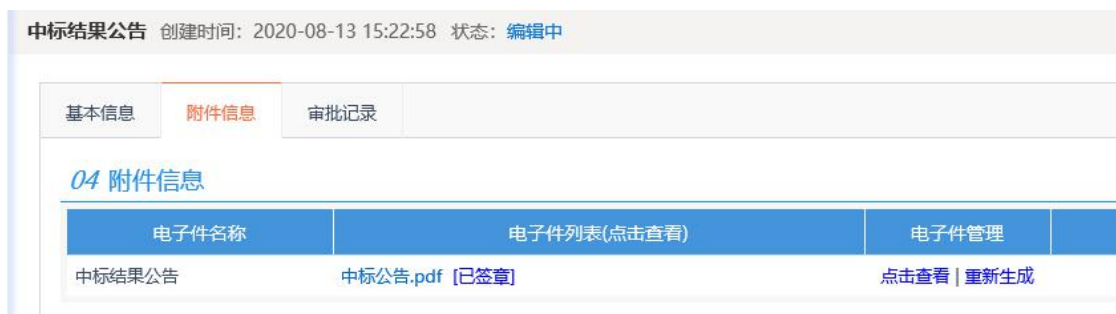 中标结果公告 创建时间：2020-08-13 15:22:58 状态：编辑中
基本信息 附件信息 审批记录
04 附件信息
电子件名称 电子件列表(点击查看) 电子件管理
中标结果公告 中标公告.pdf [已签章] 点击查看 | 重新生成